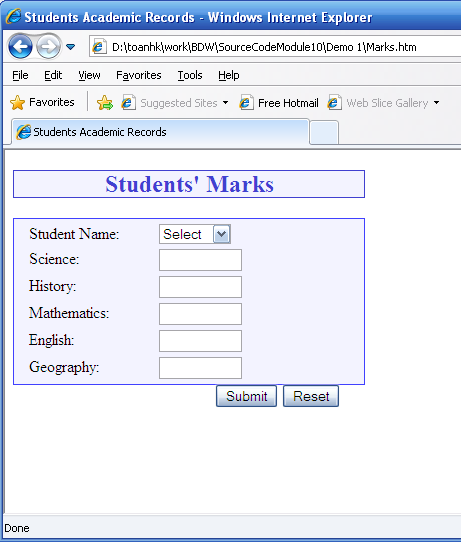 Students Academic Records - Windows Internet Explorer
D:\toanhk\work\BDW\SourceCodeModule10\Demo 1\Marks.htm
File Edit View Favorites Tools Help
Favorites Suggested Sites Free Hotmail Web Slice Gallery
Students Academic Records
Students' Marks
Student Name: Select
Science:
History:
Mathematics:
English:
Geography:
Submit Reset
Done